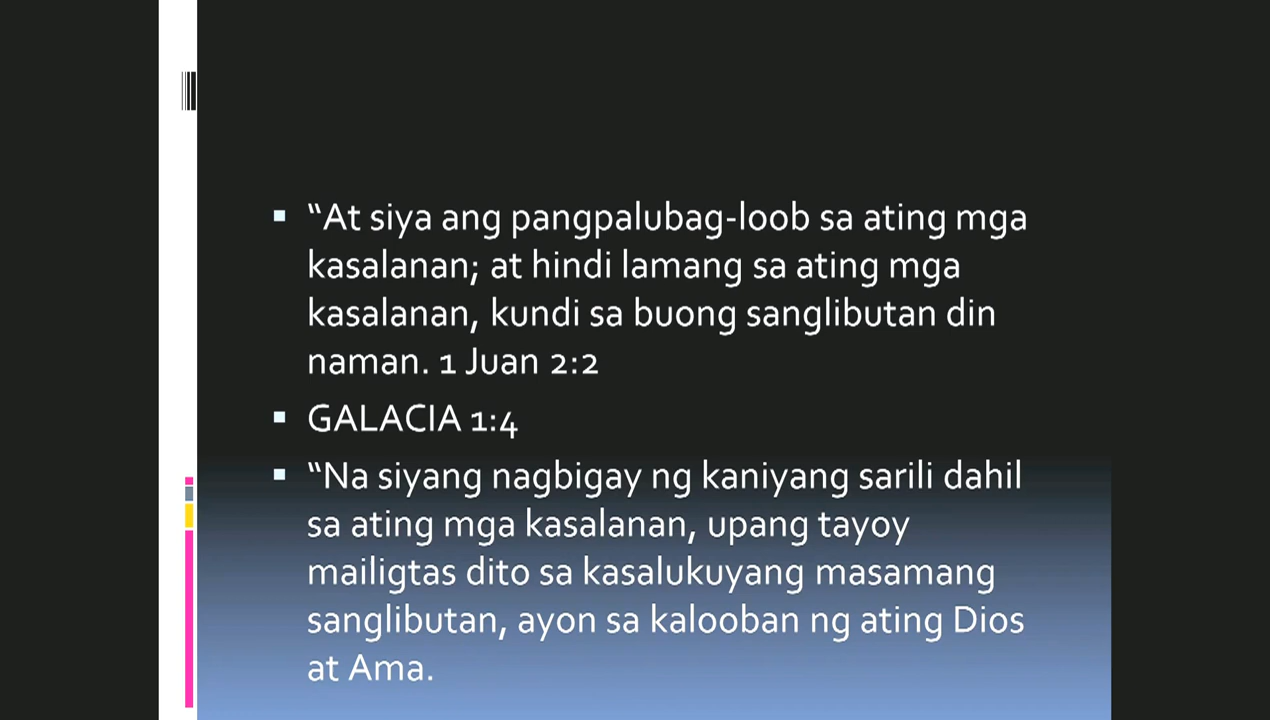 “At siya ang pangpalubag-loob sa ating mga
kasalanan; at hindi lamang sa ating mga
kasalanan, kundi sa buong sanglibutan din
naman. 1 Juan 2:2
GALACIA 1:4
“Na siyang nagbigay ng kaniyang sarili dahil
sa ating mga kasalanan, upang tayoy
mailigtas dito sa kasalukuyang masamang
sanglibutan, ayon sa kalooban ng ating Dios
at Ama.